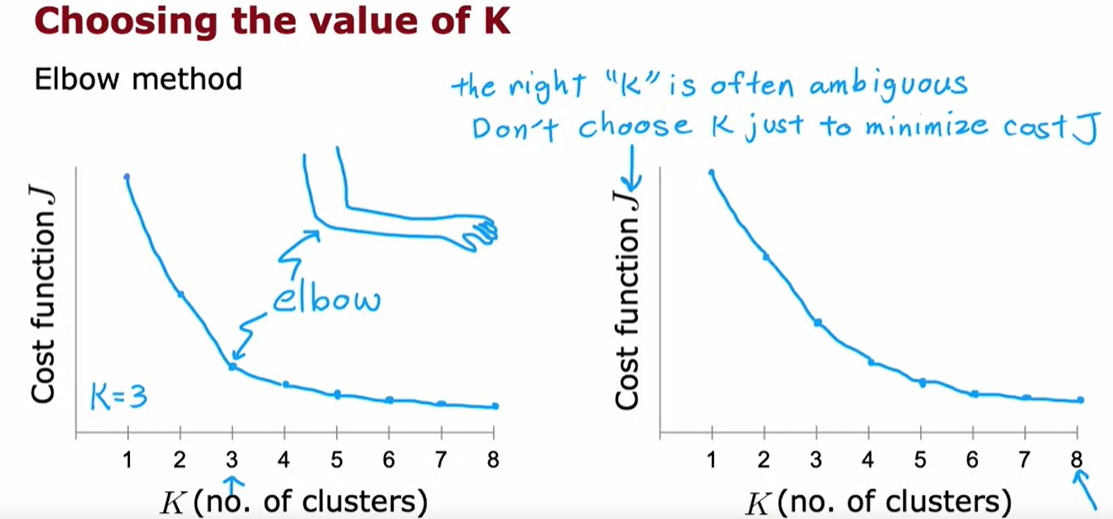 Choosing the value of K
Elbow method
the right "K" is often ambiguous
Don't choose K just to minimize cost J
Cost function J
elbow
K=3
1 2 3 4 5 6 7 8
K (no. of clusters)
Cost function J
1 2 3 4 5 6 7 8
K (no. of clusters)